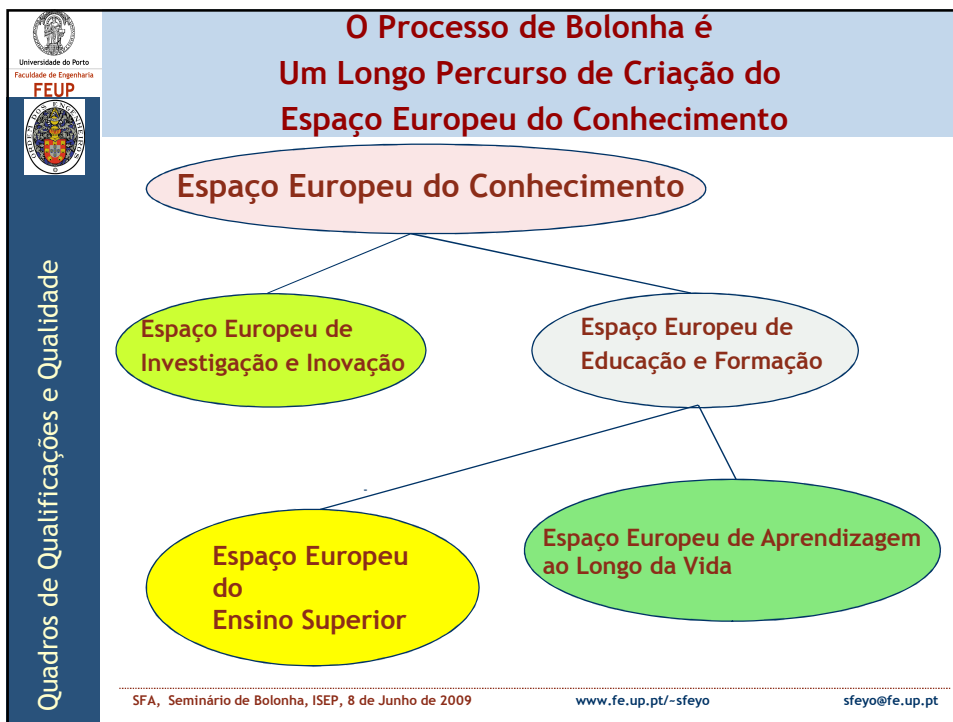 Universidade do Porto
Faculdade de Engenharia
FEUP
ORDEM DOS ENGENHEIROS
O Processo de Bolonha é
Um Longo Percurso de Criação do
Espaço Europeu do Conhecimento
Espaço Europeu do Conhecimento
Espaço Europeu de
Investigação e Inovação
Espaço Europeu de
Educação e Formação
Espaço Europeu
do
Ensino Superior
Espaço Europeu de Aprendizagem
ao Longo da Vida
Quadros de Qualificações e Qualidade
SFA, Seminário de Bolonha, ISEP, 8 de Junho de 2009 www.fe.up.pt/~sfeyo sfeyo@fe.up.pt